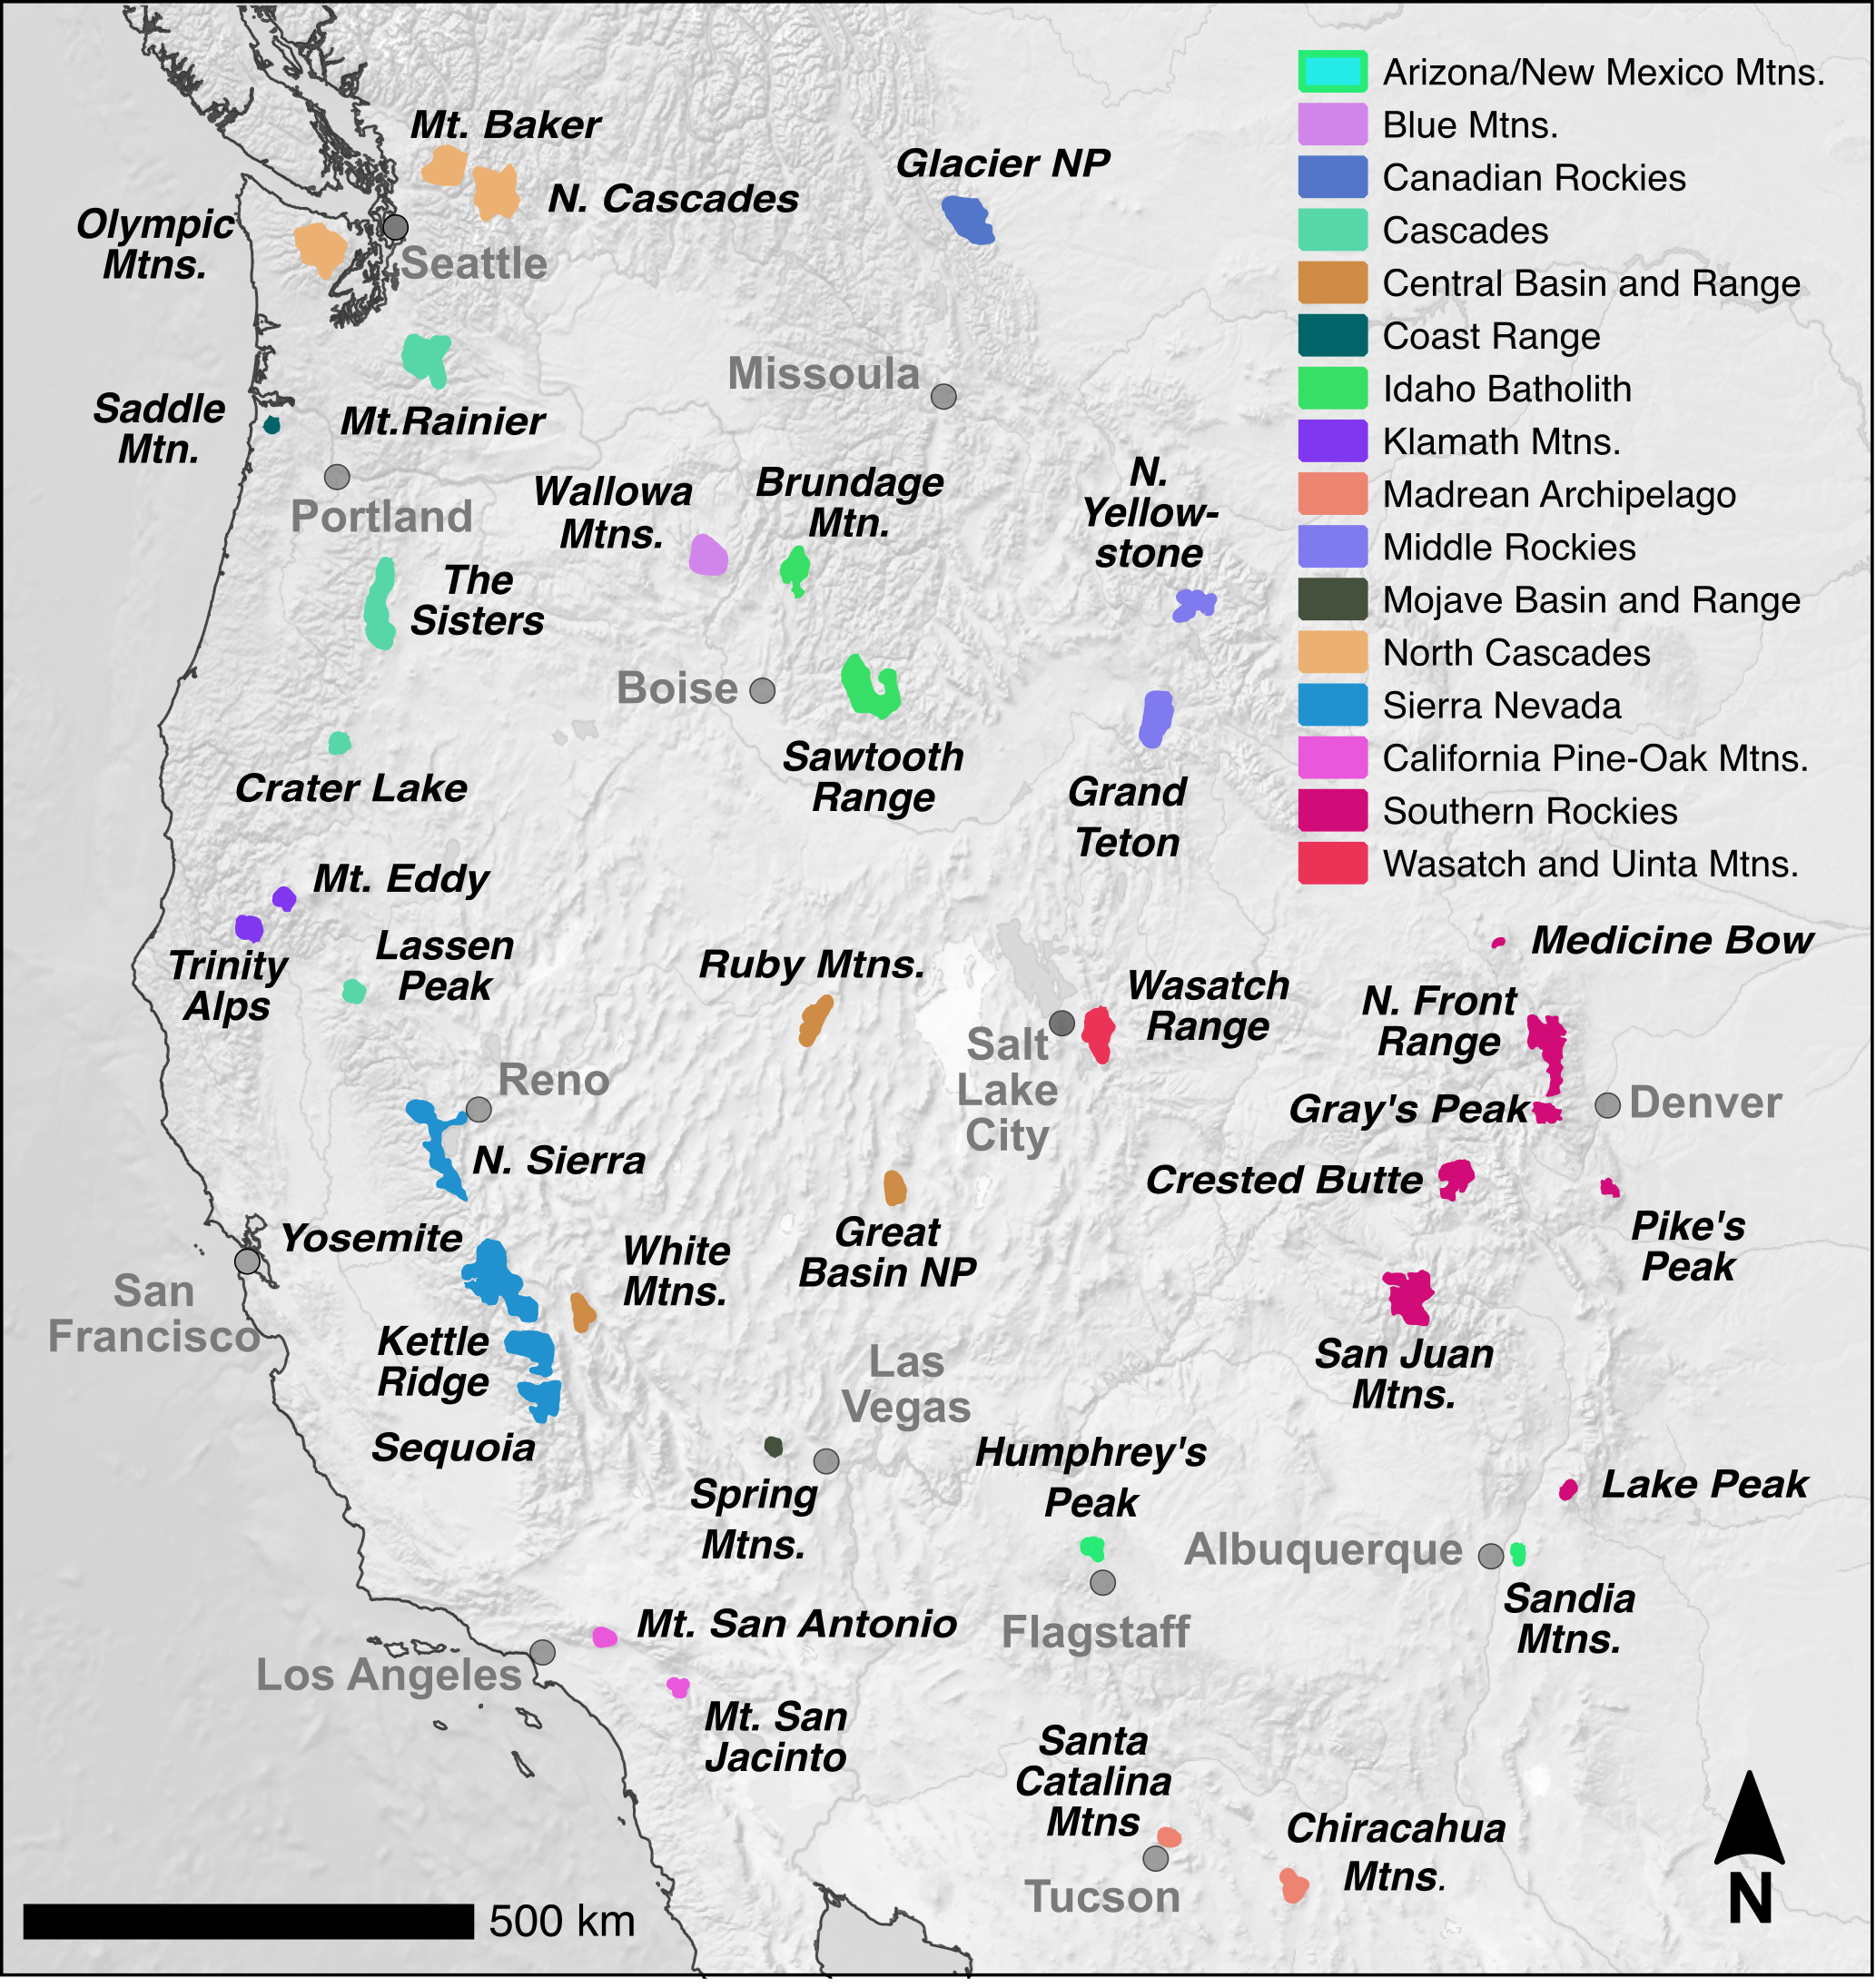 Mt. Baker
N. Cascades
Glacier NP
Olympic
Mtns.
Seattle
Missoula
Saddle
Mtn.
Mt.Rainier
Portland
Wallowa
Mtns.
Brundage
Mtn.
N.
Yellow-
stone
The
Sisters
Boise
Sawtooth
Range
Grand
Teton
Crater Lake
Mt. Eddy
Trinity
Alps
Lassen
Peak
Ruby Mtns.
Salt
Lake
City
Wasatch
Range
Medicine Bow
N. Front
Range
Gray's Peak
Denver
Reno
N. Sierra
Crested Butte
Pike's
Peak
Great
Basin NP
Yosemite
White
Mtns.
San
Francisco
Kettle
Ridge
Sequoia
San Juan
Mtns.
Las
Vegas
Spring
Mtns.
Humphrey's
Peak
Lake Peak
Albuquerque
Flagstaff
Sandia
Mtns.
Mt. San Antonio
Los Angeles
Mt. San
Jacinto
Santa
Catalina
Mtns
Tucson
Chiracahua
Mtns.
500 km
N
Arizona/New Mexico Mtns.
Blue Mtns.
Canadian Rockies
Cascades
Central Basin and Range
Coast Range
Idaho Batholith
Klamath Mtns.
Madrean Archipelago
Middle Rockies
Mojave Basin and Range
North Cascades
Sierra Nevada
California Pine-Oak Mtns.
Southern Rockies
Wasatch and Uinta Mtns.